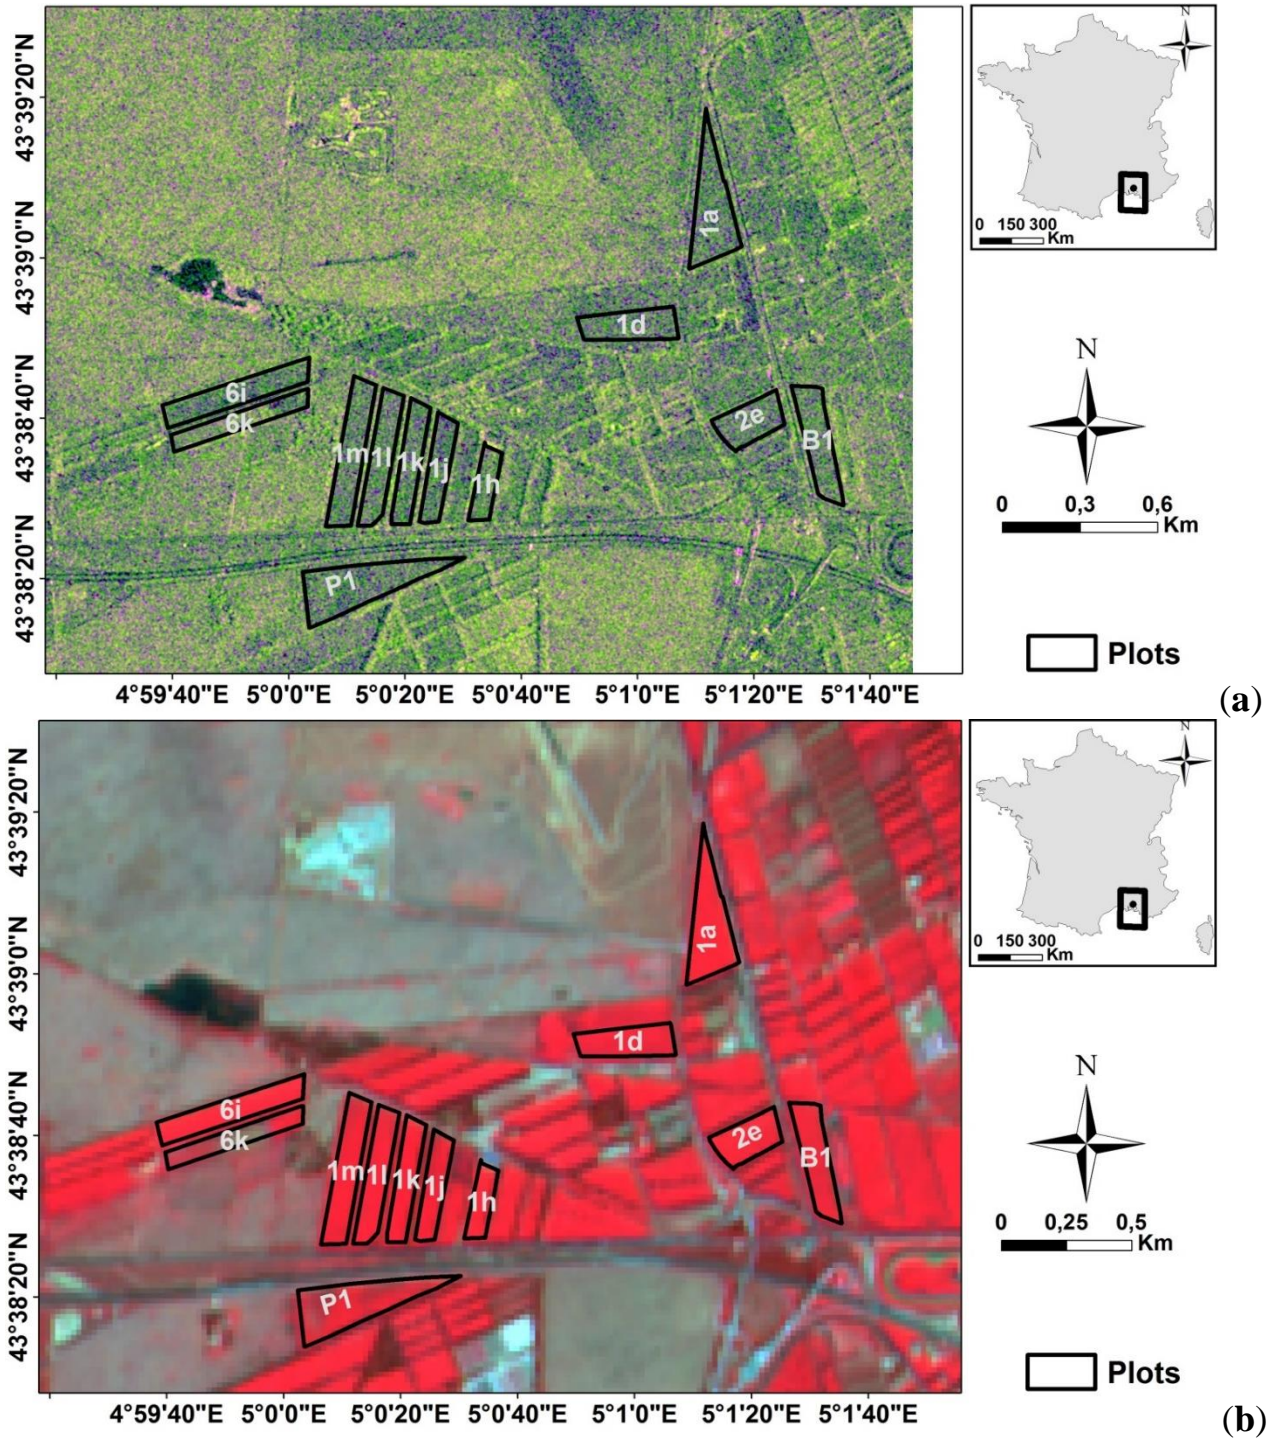 43°39'20"N
43°39'0"N
43°38'40"N
43°38'20"N
1a
1d
6i
6k
1m
1l
1k
1j
1h
2e
B1
P1
4°59'40"E 5°0'0"E 5°0'20"E 5°0'40"E 5°1'0"E 5°1'20"E 5°1'40"E
N
0 150 300
Km
N
0 0,3 0,6
Km
Plots
(a)
43°39'20"N
43°39'0"N
43°38'40"N
43°38'20"N
1a
1d
6i
6k
1m
1l
1k
1j
1h
2e
B1
P1
4°59'40"E 5°0'0"E 5°0'20"E 5°0'40"E 5°1'0"E 5°1'20"E 5°1'40"E
N
0 150 300
Km
N
0 0,25 0,5
Km
Plots
(b)